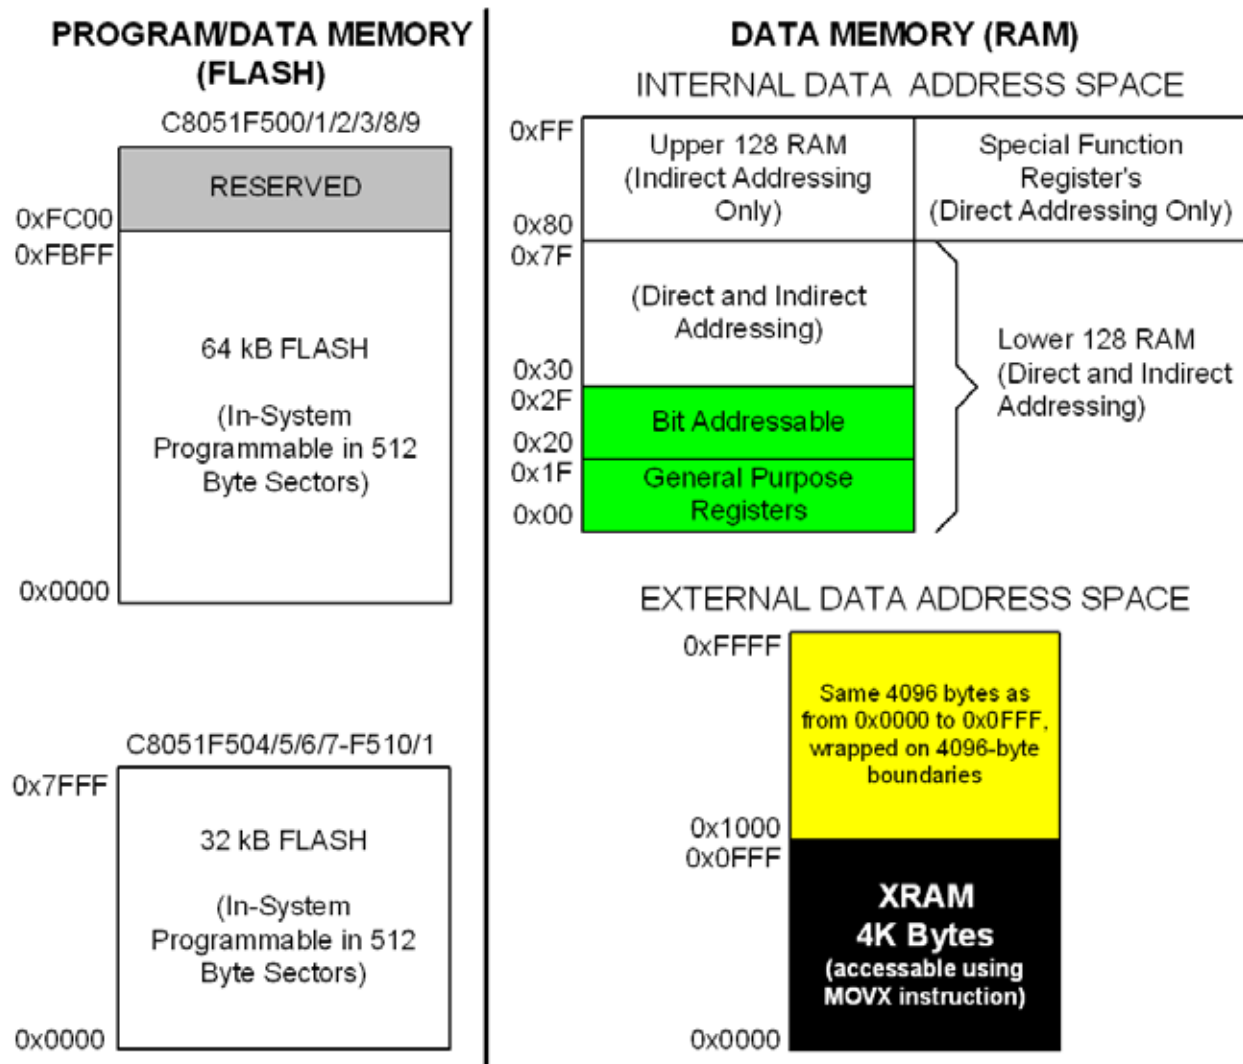 PROGRAM/DATA MEMORY
(FLASH)
C8051F500/1/2/3/8/9
RESERVED
0xFC00
0xFBFF
64 kB FLASH
(In-System
Programmable in 512
Byte Sectors)
0x0000
C8051F504/5/6/7-F510/1
0x7FFF
32 kB FLASH
(In-System
Programmable in 512
Byte Sectors)
0x0000
DATA MEMORY (RAM)
INTERNAL DATA ADDRESS SPACE
0xFF
Upper 128 RAM
(Indirect Addressing
Only)
0x80
Special Function
Register's
(Direct Addressing Only)
0x7F
(Direct and Indirect
Addressing)
0x30
0x2F
Bit Addressable
0x20
0x1F
General Purpose
Registers
0x00
Lower 128 RAM
(Direct and Indirect
Addressing)
EXTERNAL DATA ADDRESS SPACE
0xFFFF
Same 4096 bytes as
from 0x0000 to 0x0FFF,
wrapped on 4096-byte
boundaries
0x1000
0x0FFF
XRAM
4K Bytes
(accessable using
MOVX instruction)
0x0000